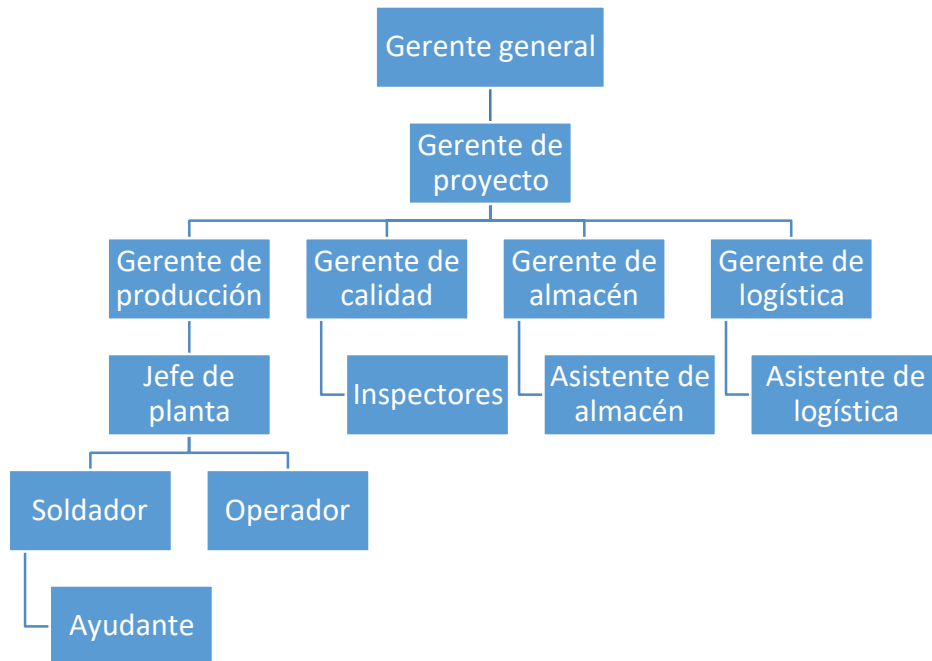 Gerente general
Gerente de
proyecto
Gerente de
producción
Gerente de
calidad
Gerente de
almacén
Gerente de
logística
Jefe de
planta
Inspectores
Asistente de
almacén
Asistente de
logística
Soldador
Operador
Ayudante